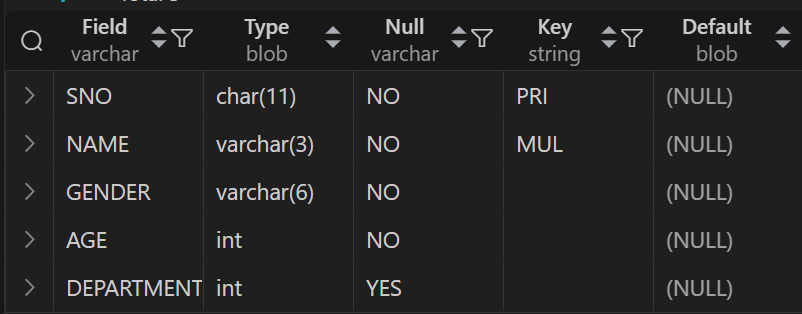 Field Type Null Key Default
varchar blob varchar string blob
SNO char(11) NO PRI (NULL)
NAME varchar(3) NO MUL (NULL)
GENDER varchar(6) NO (NULL)
AGE int NO (NULL)
DEPARTMENT int YES (NULL)